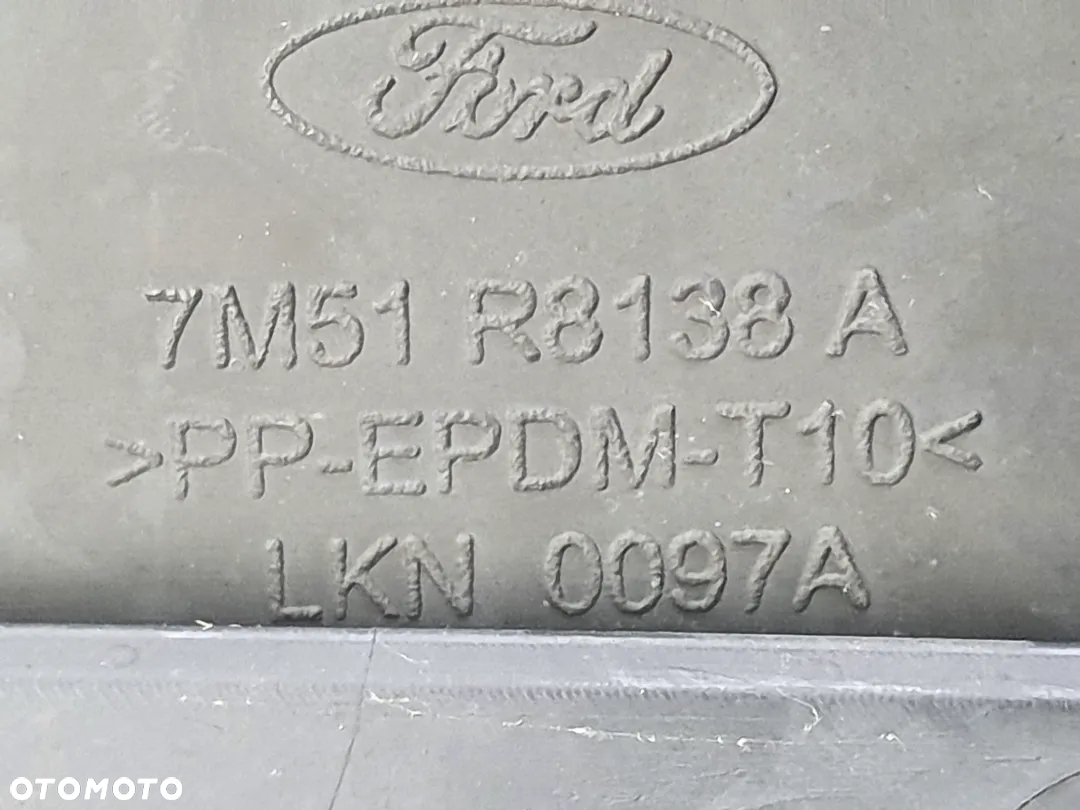 Ford
7M51 R8138 A
>PP-EPDM-T10<
LKN 0097A
OTOMOTO